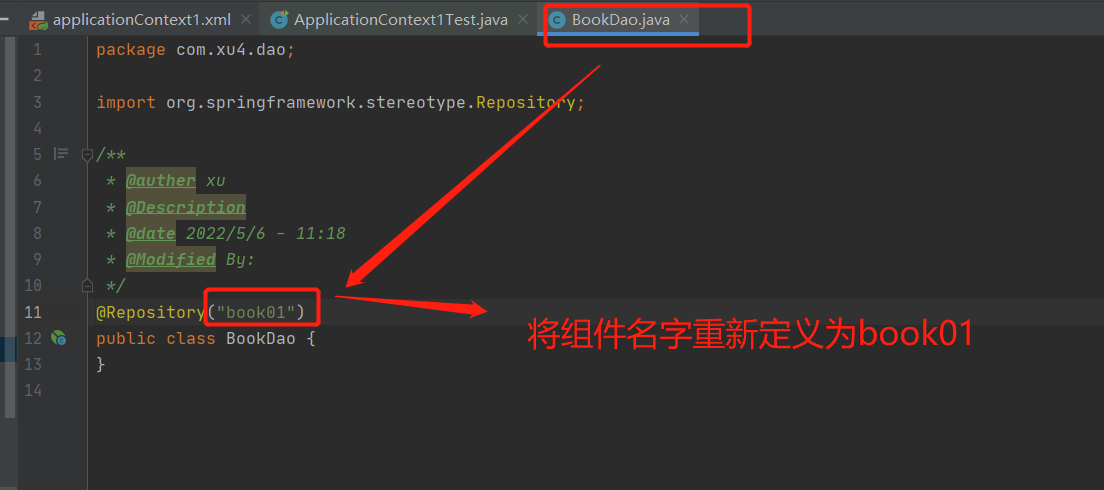 applicationContext1.xml ApplicationContext1Test.java BookDao.java
1 package com.xu4.dao;
2
3 import org.springframework.stereotype.Repository;
4
5 /**
6 * @auther xu
7 * @Description
8 * @date 2022/5/6 - 11:18
9 * @Modified By:
10 */
11 @Repository("book01")
将组件名字重新定义为book01
12 public class BookDao {
13 }
14